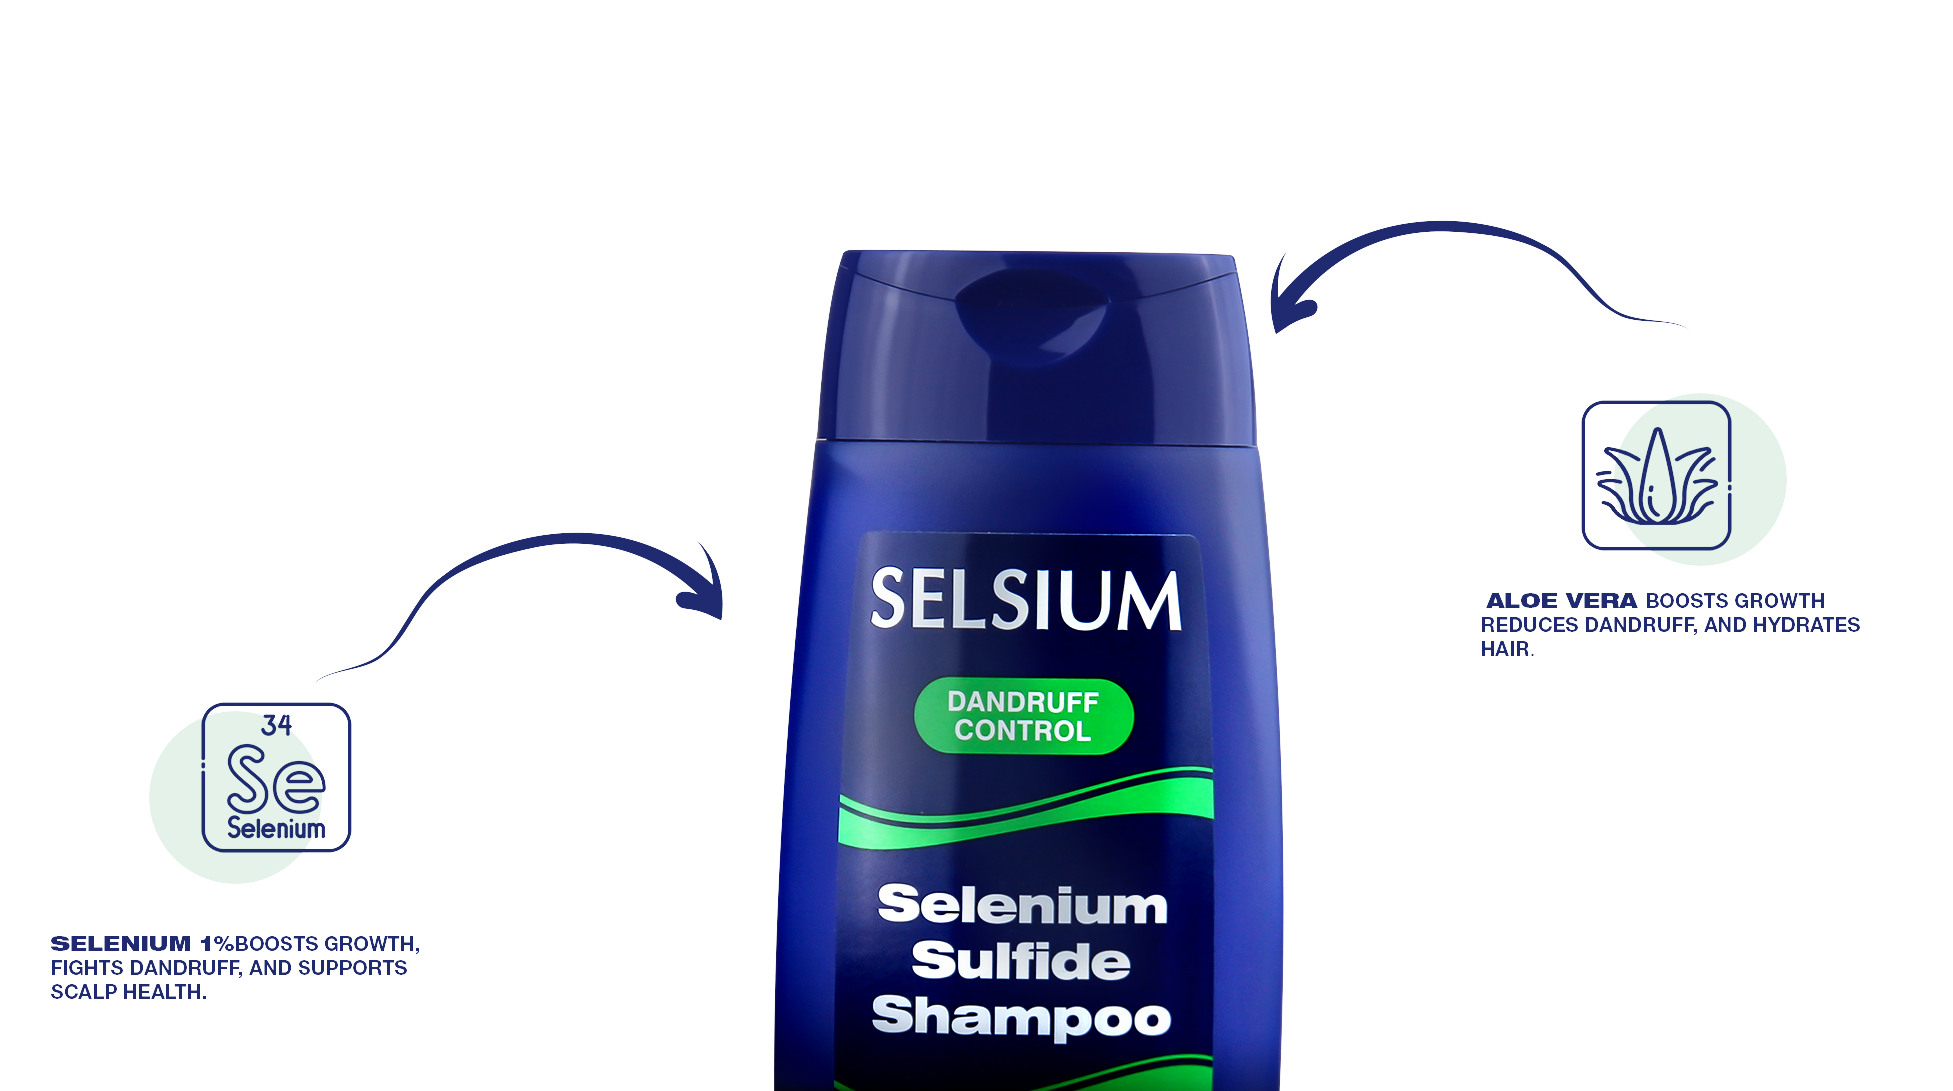 SELSIUM
DANDRUFF
CONTROL
Selenium
Sulfide
Shampoo
34
Se
Selenium
SELENIUM 1%BOOSTS GROWTH,
FIGHTS DANDRUFF, AND SUPPORTS
SCALP HEALTH.
ALOE VERA BOOSTS GROWTH
REDUCES DANDRUFF, AND HYDRATES
HAIR.